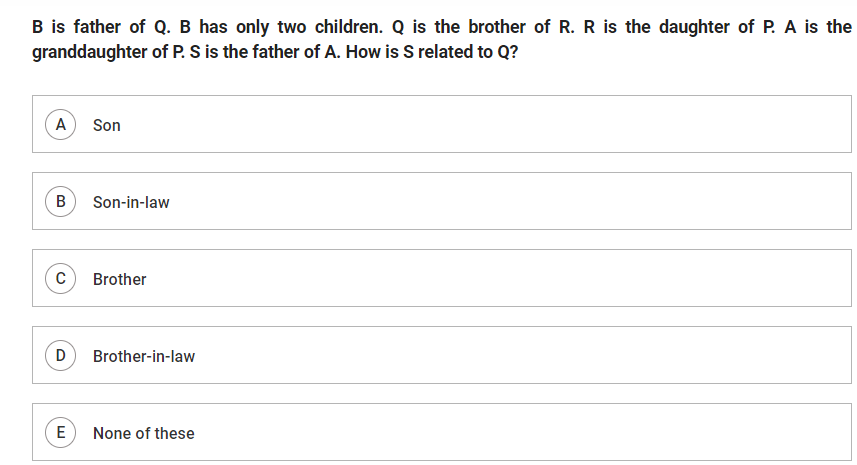 B is father of Q. B has only two children. Q is the brother of R. R is the daughter of P. A is the
granddaughter of P. S is the father of A. How is S related to Q?
A Son
B Son-in-law
C Brother
D Brother-in-law
E None of these